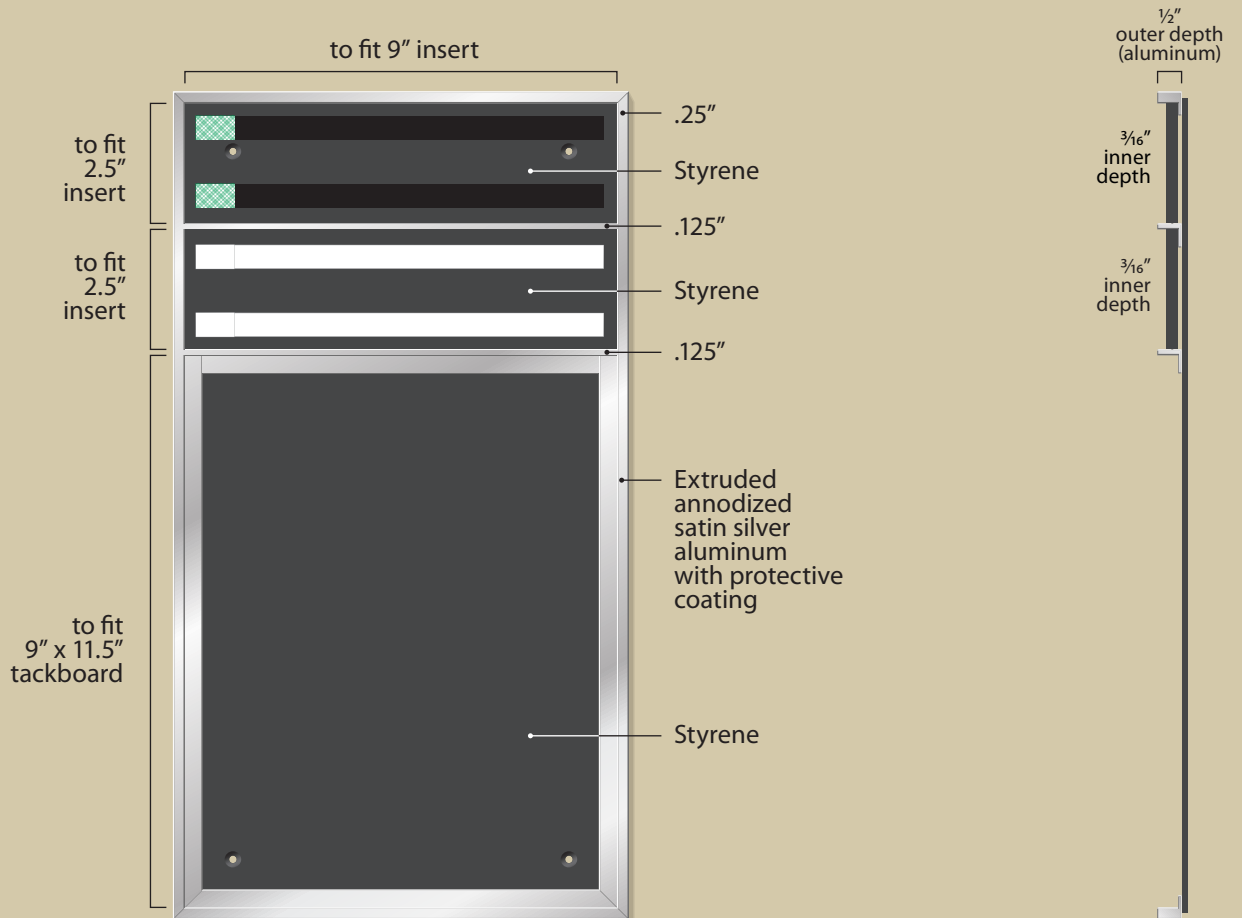 to fit 9” insert
½”
outer depth
(aluminum)
to fit
2.5”
insert
.25”
Styrene
.125”
³⁄₁₆”
inner
depth
to fit
2.5”
insert
Styrene
.125”
³⁄₁₆”
inner
depth
Extruded
annodized
satin silver
aluminum
with protective
coating
to fit
9” x 11.5”
tackboard
Styrene